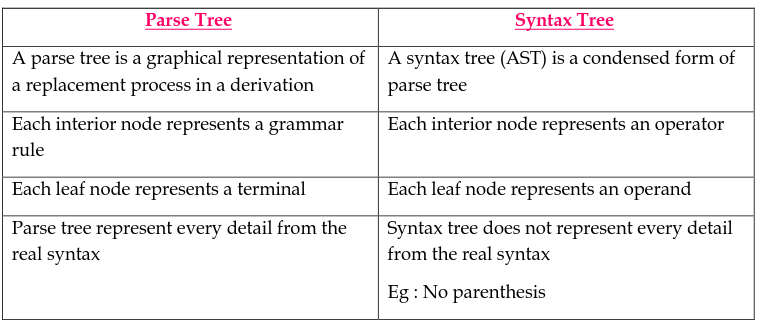 Parse Tree
Syntax Tree
A parse tree is a graphical representation of
a replacement process in a derivation
A syntax tree (AST) is a condensed form of
parse tree
Each interior node represents a grammar
rule
Each interior node represents an operator
Each leaf node represents a terminal
Each leaf node represents an operand
Parse tree represent every detail from the
real syntax
Syntax tree does not represent every detail
from the real syntax
Eg : No parenthesis